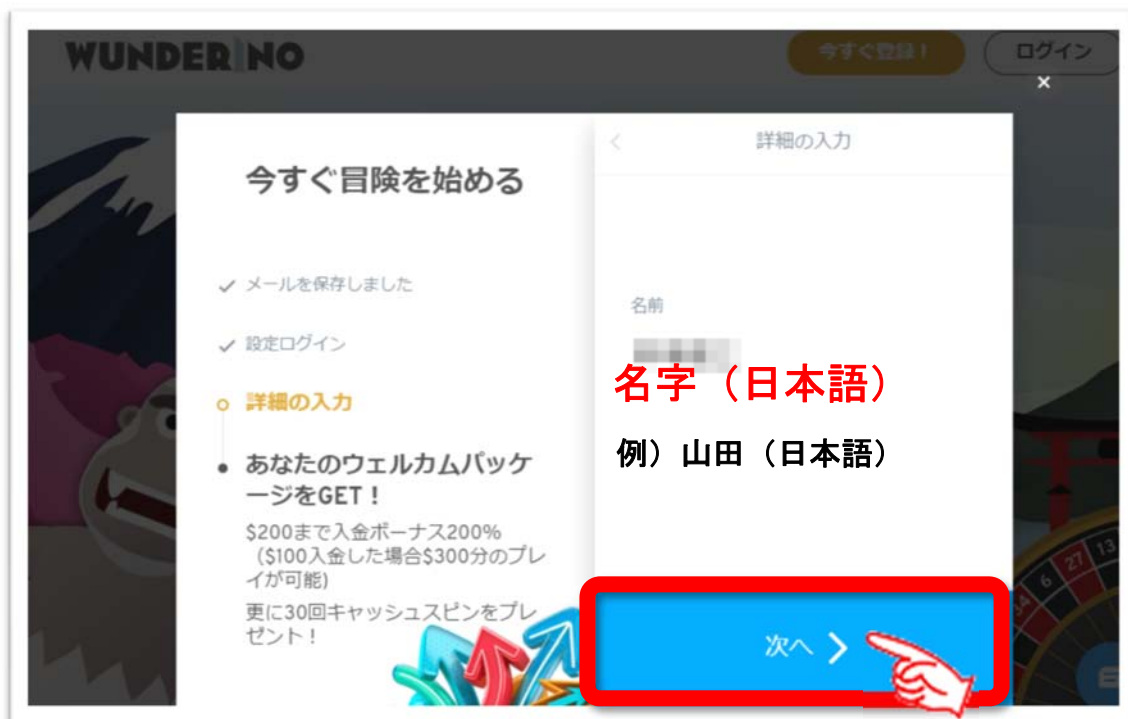 WUNDERINO
今すぐ登録！
ログイン
×
詳細の入力
今すぐ冒険を始める
メールを保存しました
設定ログイン
詳細の入力
あなたのウェルカムパッケ
ージをGET！
$200まで入金ボーナス200%
（$100入金した場合$300分のプレ
イが可能)
更に30回キャッシュスピンをプレ
ゼント！
名前
名字（日本語）
例）山田（日本語）
次へ
6
27
13